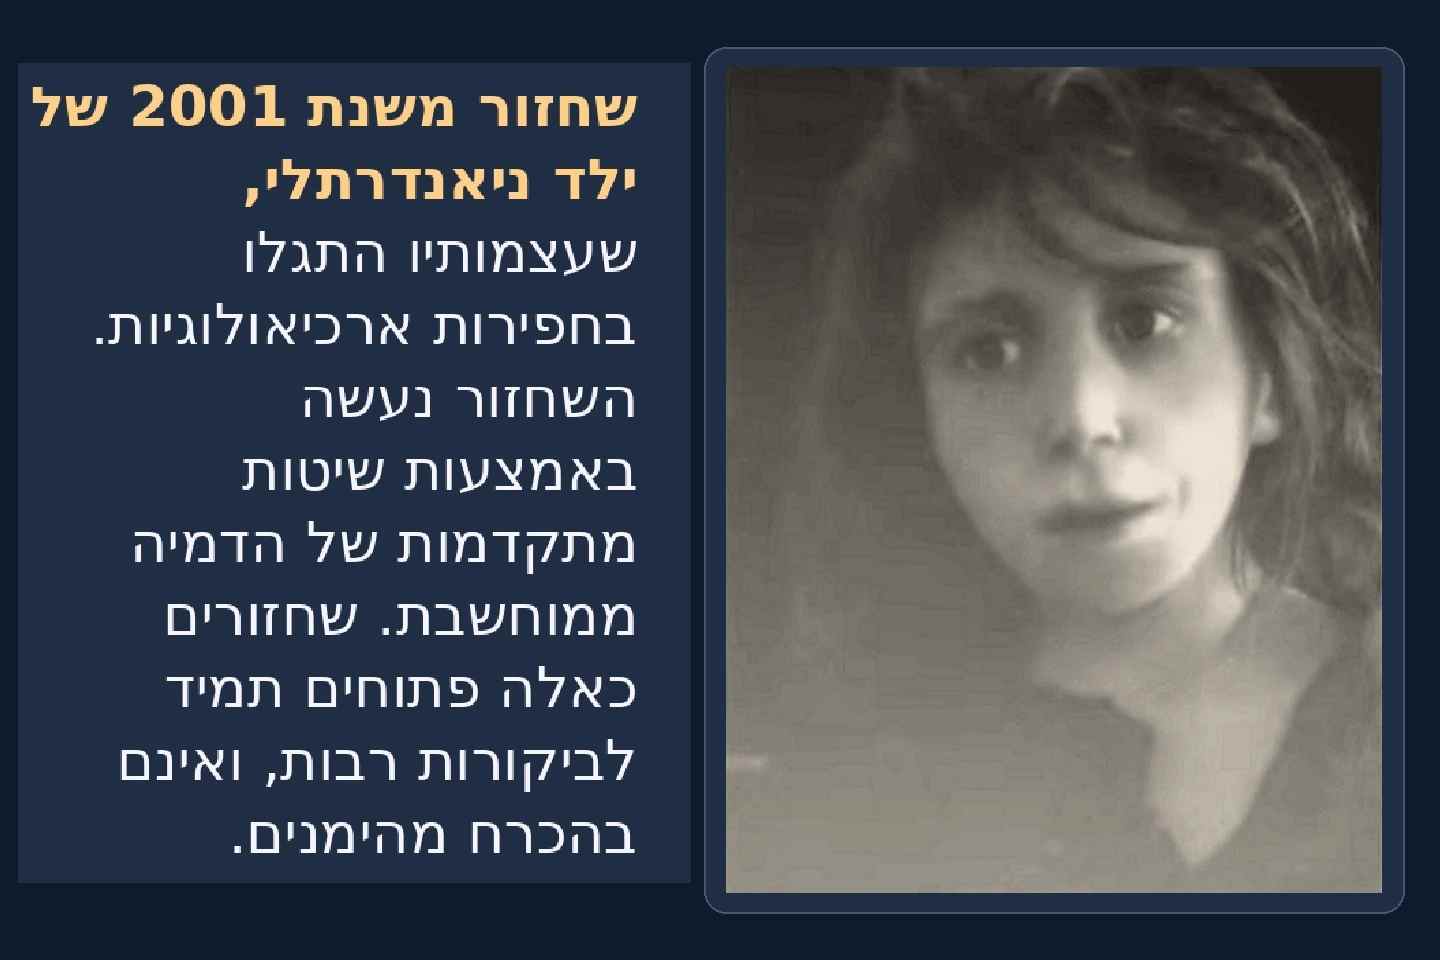 שחזור משנת 2001 של
ילד ניאנדרתלי,
שעצמותיו התגלו
בחפירות ארכיאולוגיות.
השחזור נעשה
באמצעות שיטות
מתקדמות של הדמיה
ממוחשבת. שחזורים
כאלה פתוחים תמיד
לביקורות רבות, ואינם
בהכרח מהימנים.